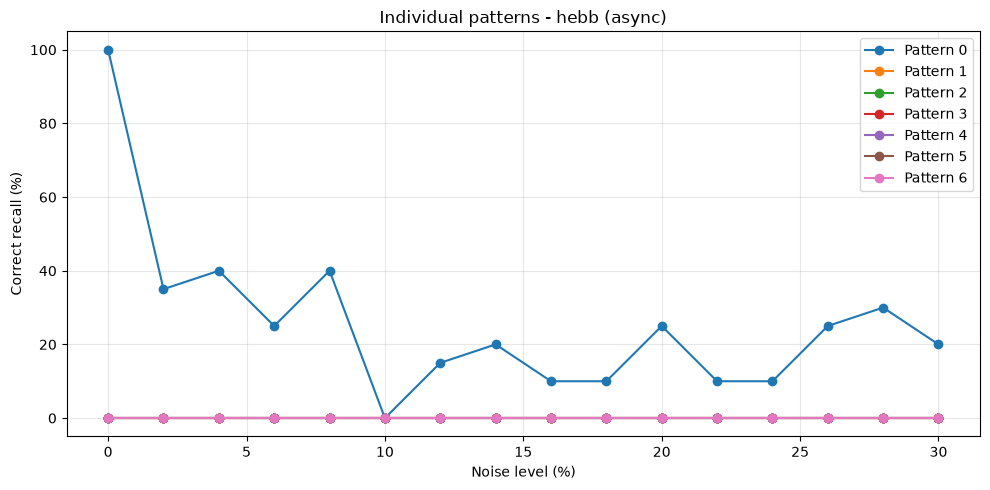 Individual patterns - hebb (async)
Correct recall (%)
100
80
60
40
20
0
0
5
10
15
20
25
30
Noise level (%)
Pattern 0
Pattern 1
Pattern 2
Pattern 3
Pattern 4
Pattern 5
Pattern 6